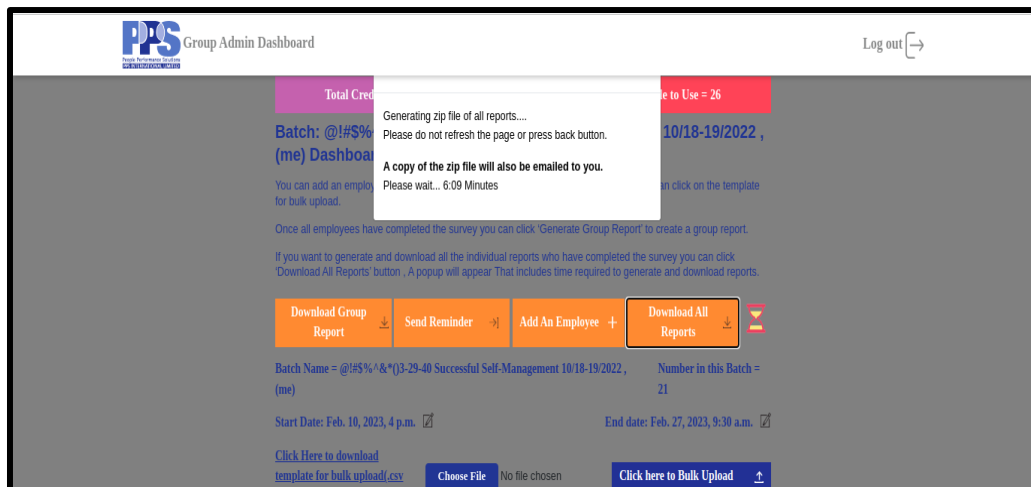 PPS
People Performance Solutions
PPS INTERNATIONAL LIMITED
Group Admin Dashboard
Log out
Total Cred
le to Use = 26
Generating zip file of all reports....
Please do not refresh the page or press back button.
A copy of the zip file will also be emailed to you.
Please wait... 6:09 Minutes
Batch: @!#$%^ 10/18-19/2022 ,
(me) Dashboar
You can add an employ an click on the template
for bulk upload.
Once all employees have completed the survey you can click 'Generate Group Report' to create a group report.
If you want to generate and download all the individual reports who have completed the survey you can click
'Download All Reports' button , A popup will appear That includes time required to generate and download reports.
Download Group
Report
Send Reminder
Add An Employee
Download All
Reports
Batch Name = @!#$%^&*()3-29-40 Successful Self-Management 10/18-19/2022 ,
(me)
Number in this Batch =
21
Start Date: Feb. 10, 2023, 4 p.m.
End date: Feb. 27, 2023, 9:30 a.m.
Click Here to download
template for bulk upload(.csv
Choose File
No file chosen
Click here to Bulk Upload